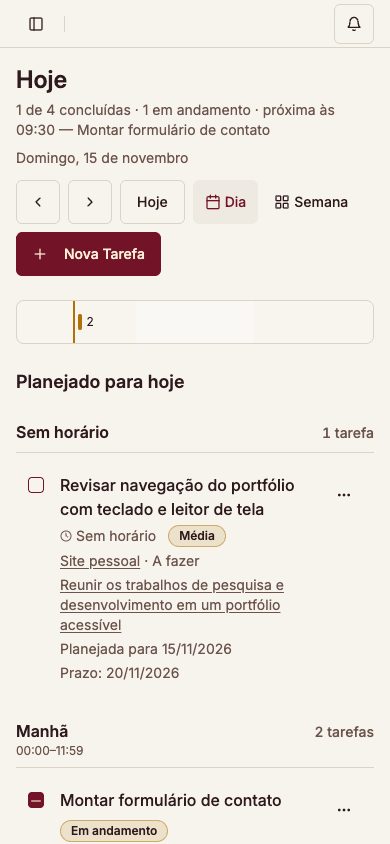 Hoje
1 de 4 concluídas · 1 em andamento · próxima às
09:30 — Montar formulário de contato
Domingo, 15 de novembro
Hoje
Dia
Semana
Nova Tarefa
2
Planejado para hoje
Sem horário
1 tarefa
Revisar navegação do portfólio
com teclado e leitor de tela
Sem horário
Média
Site pessoal · A fazer
Reunir os trabalhos de pesquisa e
desenvolvimento em um portfólio
acessível
Planejada para 15/11/2026
Prazo: 20/11/2026
Manhã
2 tarefas
00:00–11:59
Montar formulário de contato
Em andamento